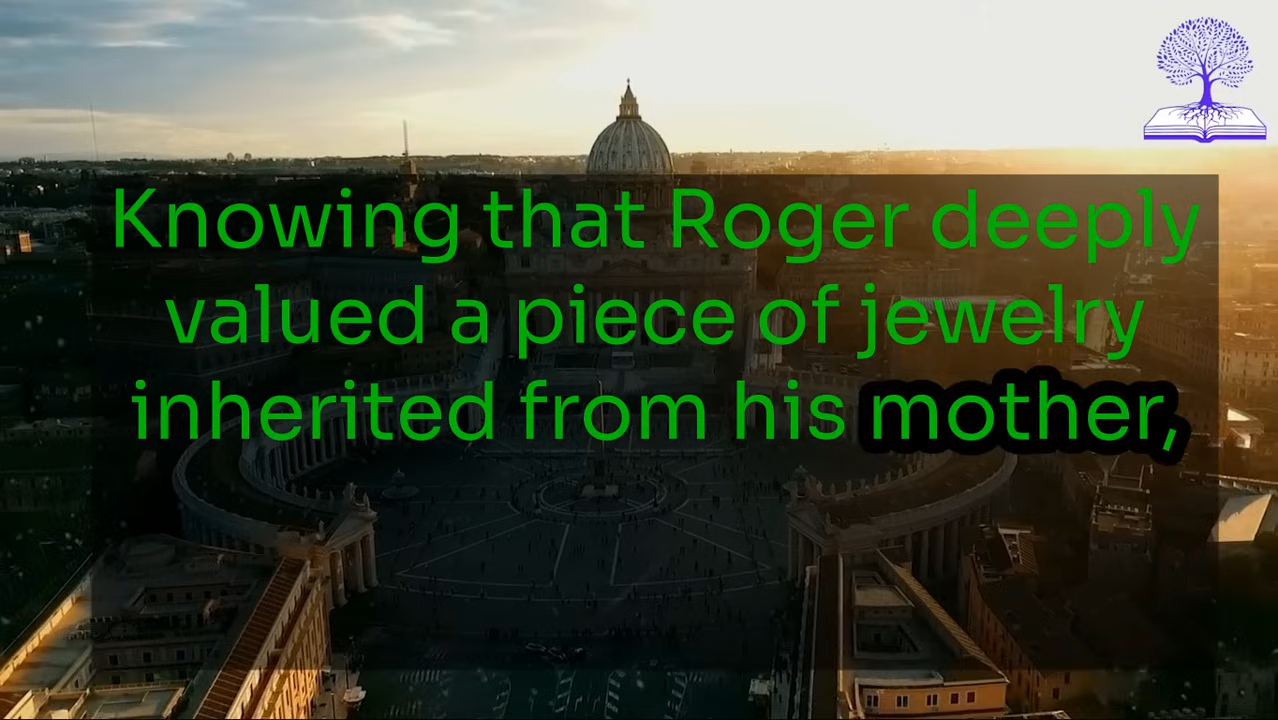 Knowing that Roger deeply
valued a piece of jewelry
inherited from his mother,